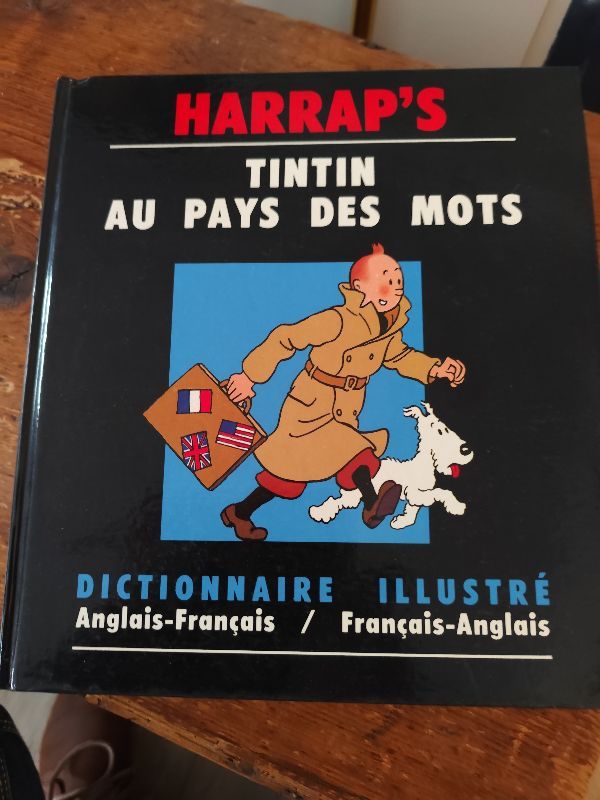 HARRAP'S
TINTIN
AU PAYS DES MOTS
DICTIONNAIRE ILLUSTRÉ
Anglais-Français / Français-Anglais